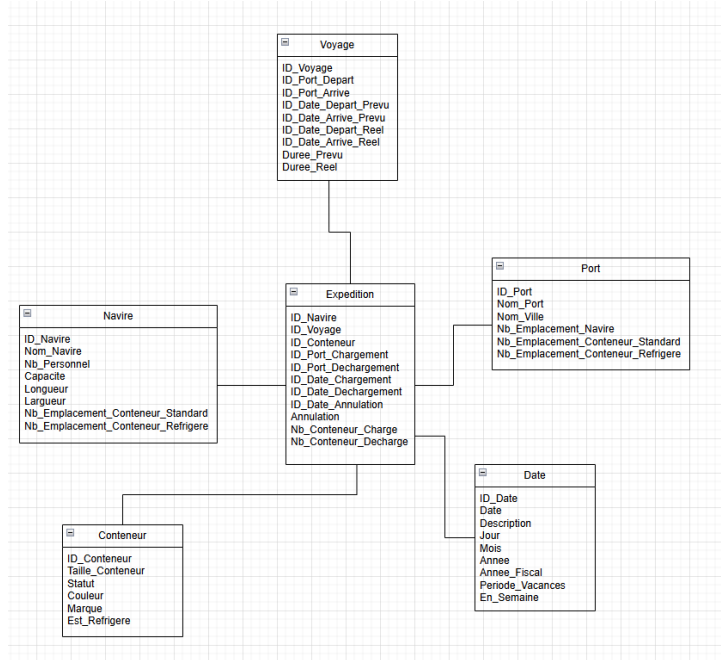 Voyage
ID_Voyage
ID_Port_Depart
ID_Port_Arrive
ID_Date_Depart_Prevu
ID_Date_Arrive_Prevu
ID_Date_Depart_Reel
ID_Date_Arrive_Reel
Duree_Prevu
Duree_Reel
Port
ID_Port
Nom_Port
Nom_Ville
Nb_Emplacement_Navire
Nb_Emplacement_Conteneur_Standard
Nb_Emplacement_Conteneur_Refrigere
Expedition
ID_Navire
ID_Voyage
ID_Conteneur
ID_Port_Chargement
ID_Port_Dechargement
ID_Date_Chargement
ID_Date_Dechargement
ID_Date_Annulation
Annulation
Nb_Conteneur_Charge
Nb_Conteneur_Decharge
Navire
ID_Navire
Nom_Navire
Nb_Personnel
Capacite
Longueur
Largueur
Nb_Emplacement_Conteneur_Standard
Nb_Emplacement_Conteneur_Refrigere
Date
ID_Date
Date
Description
Jour
Mois
Annee
Annee_Fiscal
Periode_Vacances
En_Semaine
Conteneur
ID_Conteneur
Taille_Conteneur
Statut
Couleur
Marque
Est_Refrigere